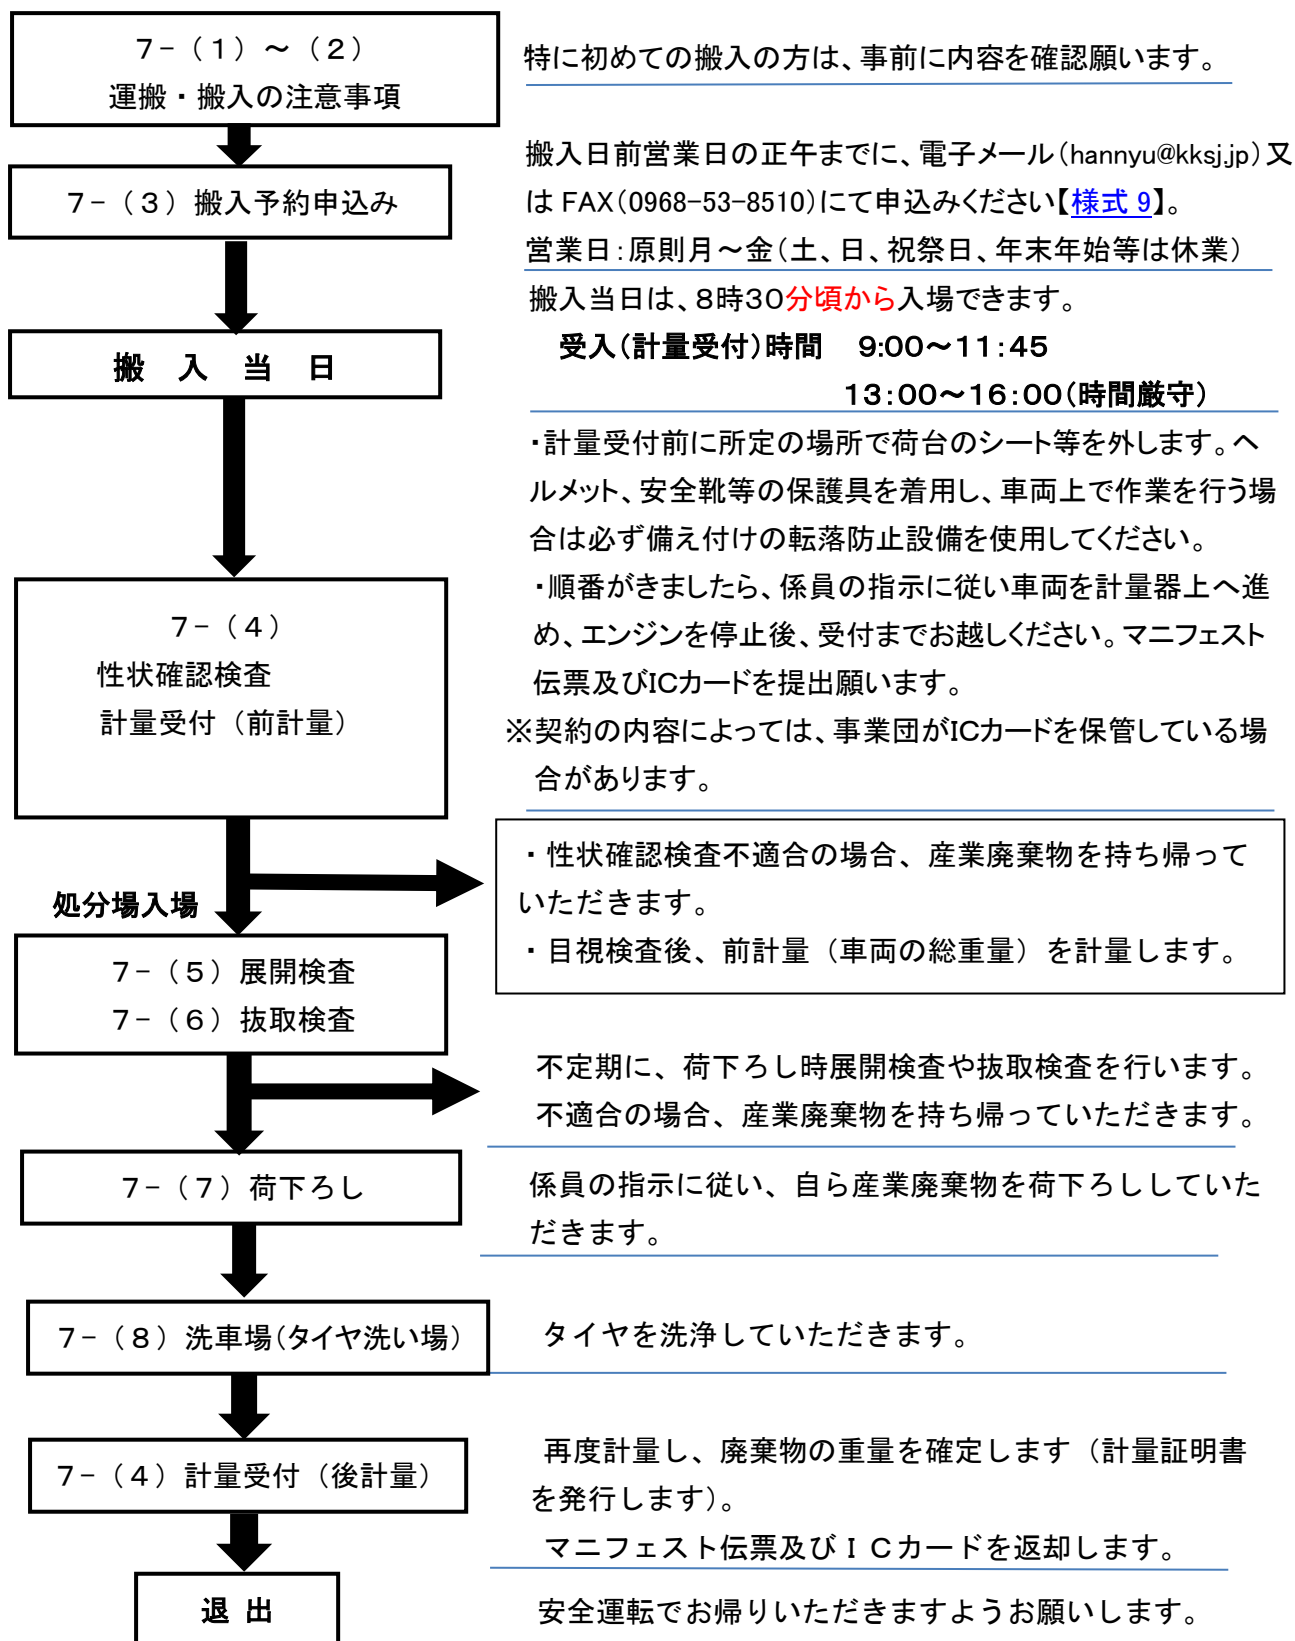 7-（1）～（2）
運搬・搬入の注意事項
特に初めての搬入の方は、事前に内容を確認願います。
7-（3）搬入予約申込み
搬入日前営業日の正午までに、電子メール（hannyu@kksj.jp）又
は FAX（0968-53-8510）にて申込みください【様式 9】。
営業日：原則月～金（土、日、祝祭日、年末年始等は休業）
搬 入 当 日
搬入当日は、8時30分頃から入場できます。
受入（計量受付）時間 9:00～11:45
13:00～16:00（時間厳守）
7-（4）
性状確認検査
計量受付（前計量）
・計量受付前に所定の場所で荷台のシート等を外します。ヘ
ルメット、安全靴等の保護具を着用し、車両上で作業を行う場
合は必ず備え付けの転落防止設備を使用してください。
・順番がきましたら、係員の指示に従い車両を計量器上へ進
め、エンジンを停止後、受付までお越しください。マニフェスト
伝票及びICカードを提出願います。
※契約の内容によっては、事業団がICカードを保管している場
合があります。
・性状確認検査不適合の場合、産業廃棄物を持ち帰って
いただきます。
・目視検査後、前計量（車両の総重量）を計量します。
処分場入場
7-（5）展開検査
7-（6）抜取検査
不定期に、荷下ろし時展開検査や抜取検査を行います。
不適合の場合、産業廃棄物を持ち帰っていただきます。
7-（7）荷下ろし
係員の指示に従い、自ら産業廃棄物を荷下ろししていた
だきます。
7-（8）洗車場（タイヤ洗い場）
タイヤを洗浄していただきます。
7-（4）計量受付（後計量）
再度計量し、廃棄物の重量を確定します（計量証明書
を発行します）。
マニフェスト伝票及びＩＣカードを返却します。
退 出
安全運転でお帰りいただきますようお願いします。